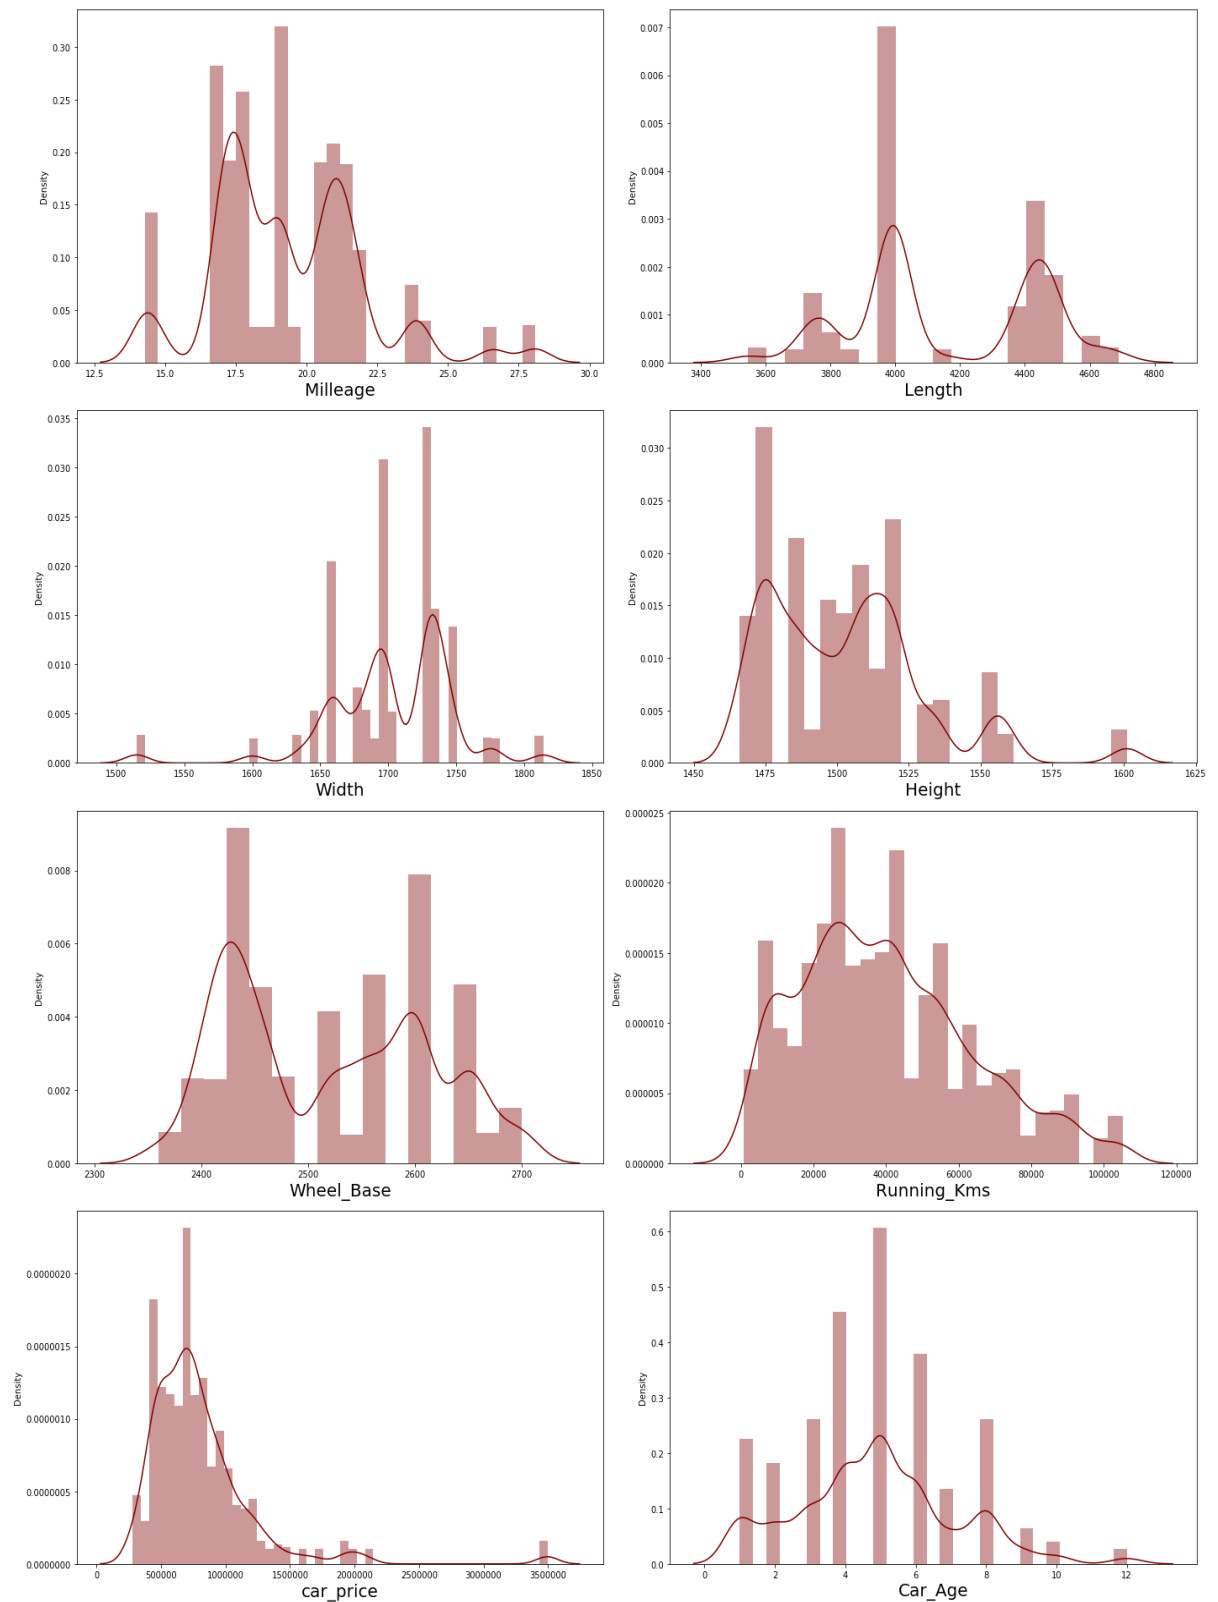 0.30
0.25
0.20
0.15
0.10
0.05
0.00
Density
12.5 15.0 17.5 20.0 22.5 25.0 27.5 30.0
Milleage
0.007
0.006
0.005
0.004
0.003
0.002
0.001
0.000
Density
3400 3600 3800 4000 4200 4400 4600 4800
Length
0.035
0.030
0.025
0.020
0.015
0.010
0.005
0.000
Density
1500 1550 1600 1650 1700 1750 1800 1850
Width
0.030
0.025
0.020
0.015
0.010
0.005
0.000
Density
1450 1475 1500 1525 1550 1575 1600 1625
Height
0.008
0.006
0.004
0.002
0.000
Density
2300 2400 2500 2600 2700
Wheel_Base
0.000025
0.000020
0.000015
0.000010
0.000005
0.000000
Density
0 20000 40000 60000 80000 100000 120000
Running_Kms
0.0000020
0.0000015
0.0000010
0.0000005
0.0000000
Density
0 500000 1000000 1500000 2000000 2500000 3000000 3500000
car_price
0.6
0.5
0.4
0.3
0.2
0.1
0.0
Density
0 2 4 6 8 10 12
Car_Age